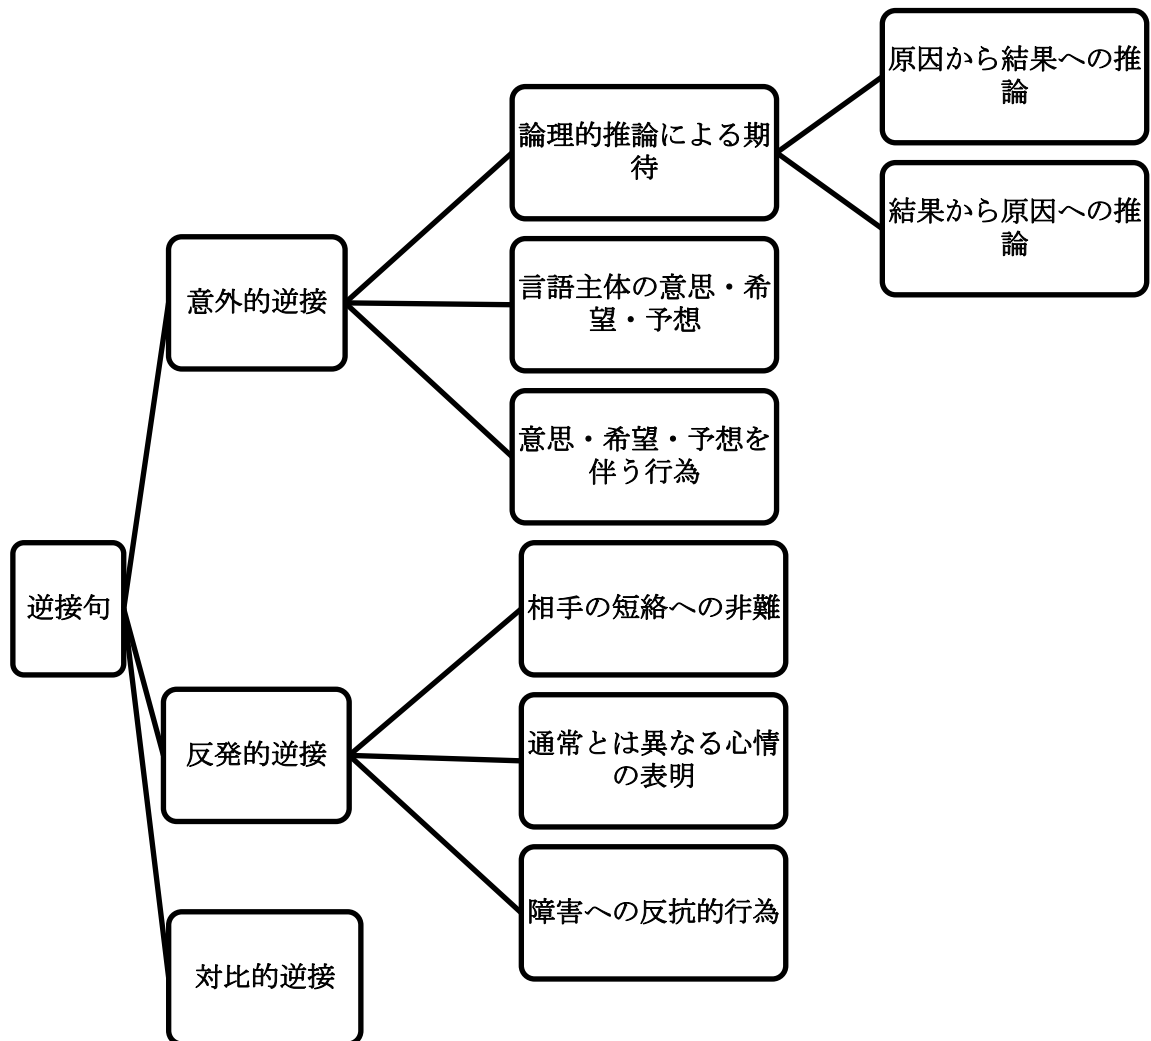 原因から結果への推
論
論理的推論による期
待
結果から原因への推
論
意外的逆接
言語主体の意思・希
望・予想
意思・希望・予想を
伴う行為
逆接句
相手の短絡への非難
反発的逆接
通常とは異なる心情
の表明
障害への反抗的行為
対比的逆接